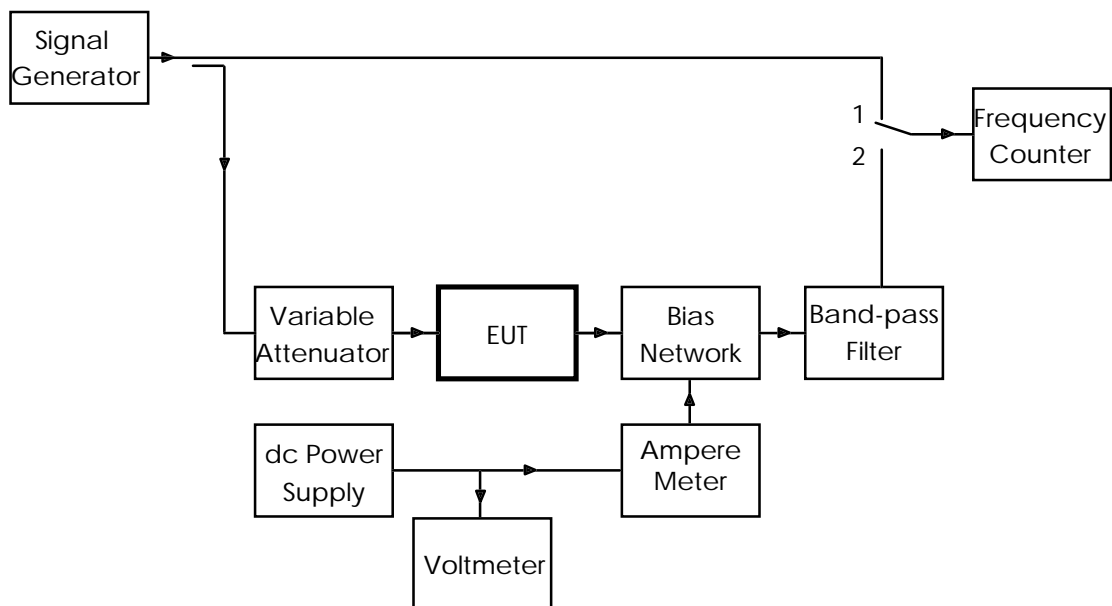 Signal
Generator
1
2
Frequency
Counter
Variable
Attenuator
EUT
Bias
Network
Band-pass
Filter
dc Power
Supply
Ampere
Meter
Voltmeter